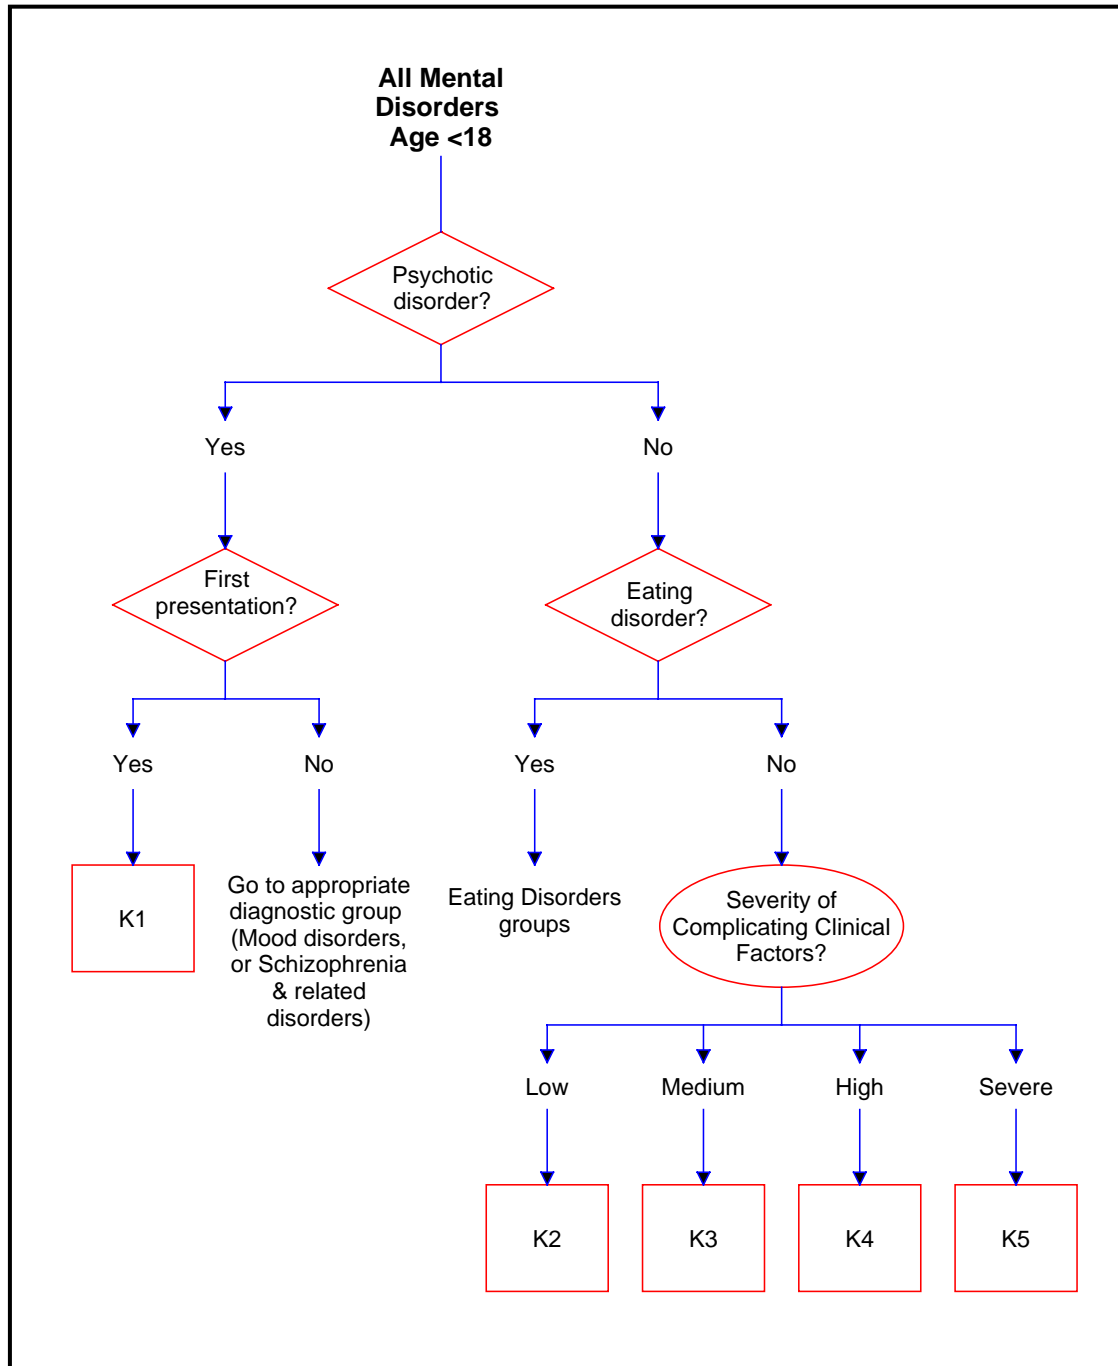 All Mental
Disorders
Age <18
Psychotic
disorder?
Yes
No
First
presentation?
Eating
disorder?
Yes
No
Yes
No
K1
Go to appropriate
diagnostic group
(Mood disorders,
or Schizophrenia
& related
disorders)
Eating Disorders
groups
Severity of
Complicating Clinical
Factors?
Low
Medium
High
Severe
K2
K3
K4
K5